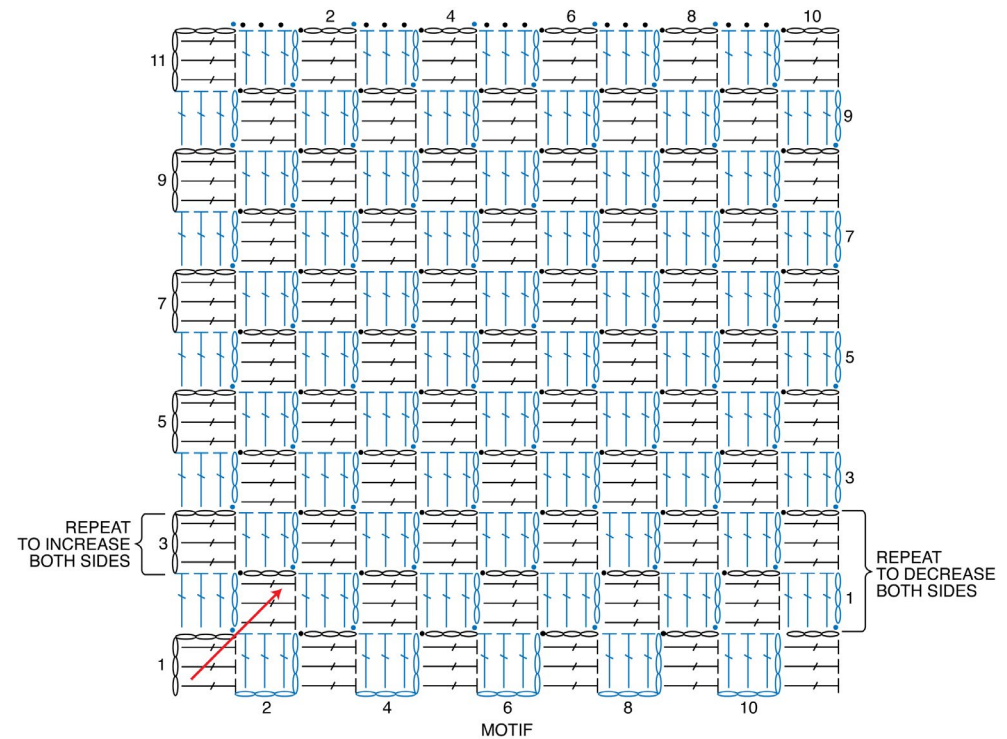 2 4 6 8 10
11
9
9
7
7
5
5
3
REPEAT
TO INCREASE
BOTH SIDES
3
REPEAT
TO DECREASE
BOTH SIDES
1
1
2 4 6 8 10
MOTIF